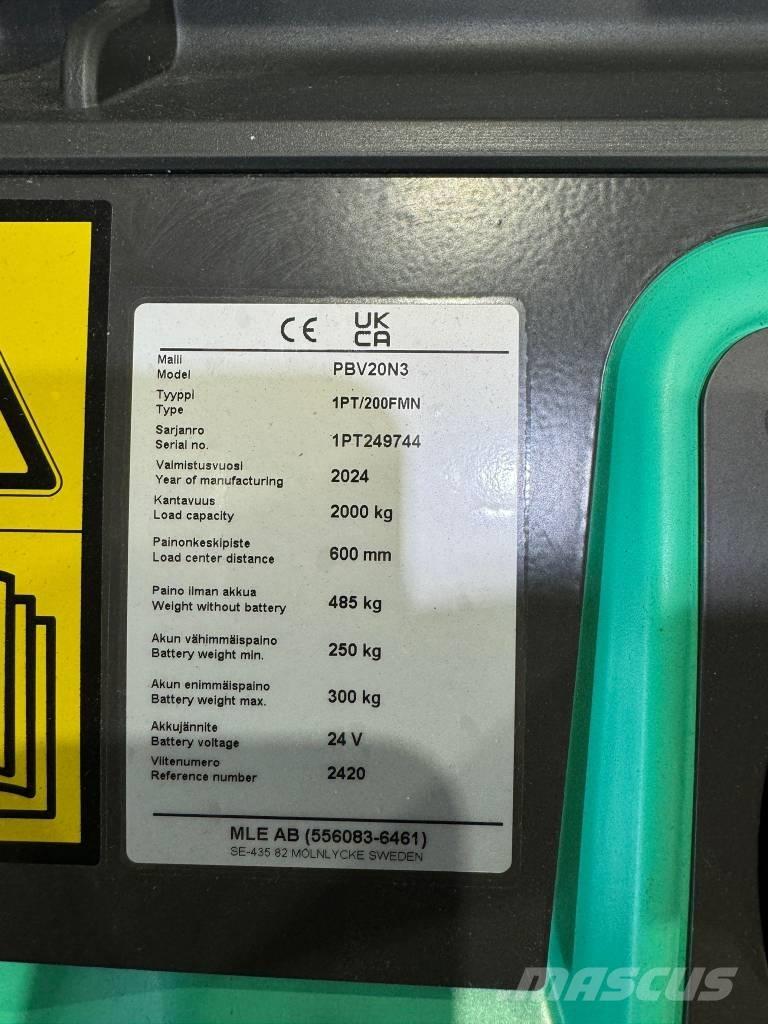 CE UK
CA
Malli
Model PBV20N3
Tyyppi
Type 1PT/200FMN
Sarjanro
Serial no. 1PT249744
Valmistusvuosi
Year of manufacturing 2024
Kantavuus
Load capacity 2000 kg
Painonkeskipiste
Load center distance 600 mm
Paino ilman akkua
Weight without battery 485 kg
Akun vähimmäispaino
Battery weight min. 250 kg
Akun enimmäispaino
Battery weight max. 300 kg
Akkujännite
Battery voltage 24 V
Viitenumero
Reference number 2420
MLE AB (556083-6461)
SE-435 82 MÖLNLYCKE SWEDEN
MASCUS